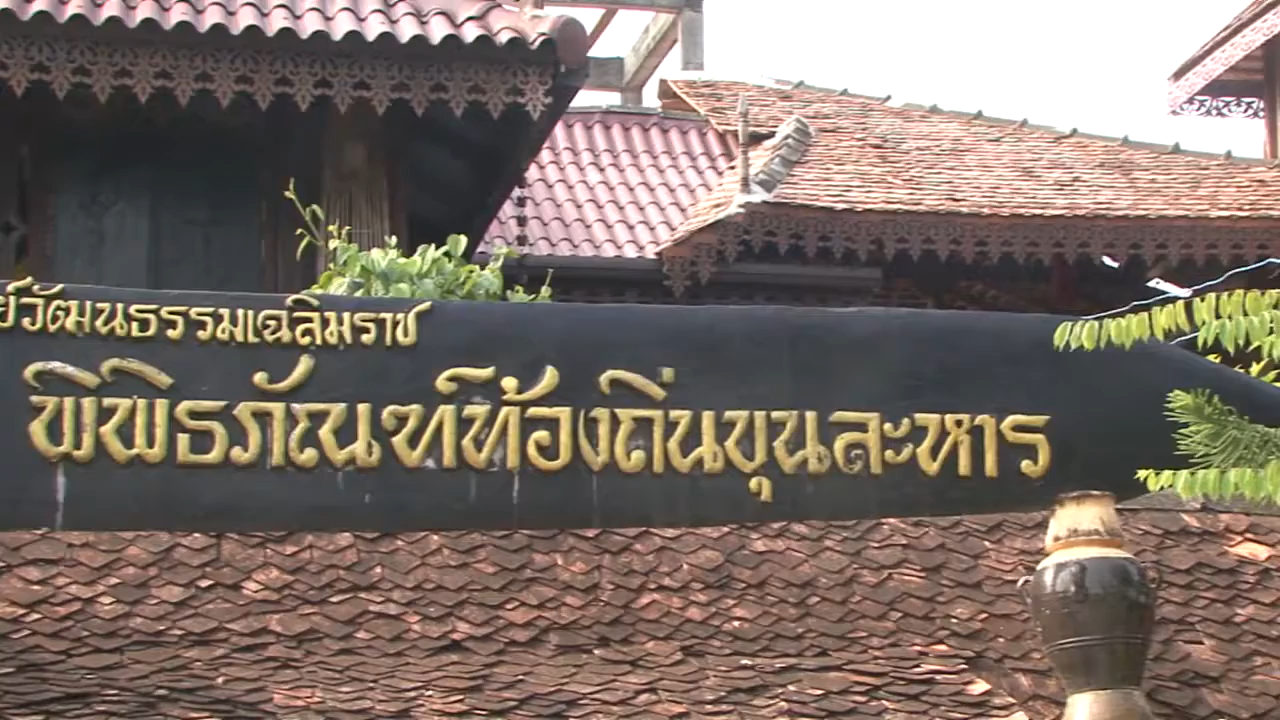 ย์วัฒนธรรมเฉลิมราช
พิพิธภัณฑ์ท้องถิ่นขุนละหาร